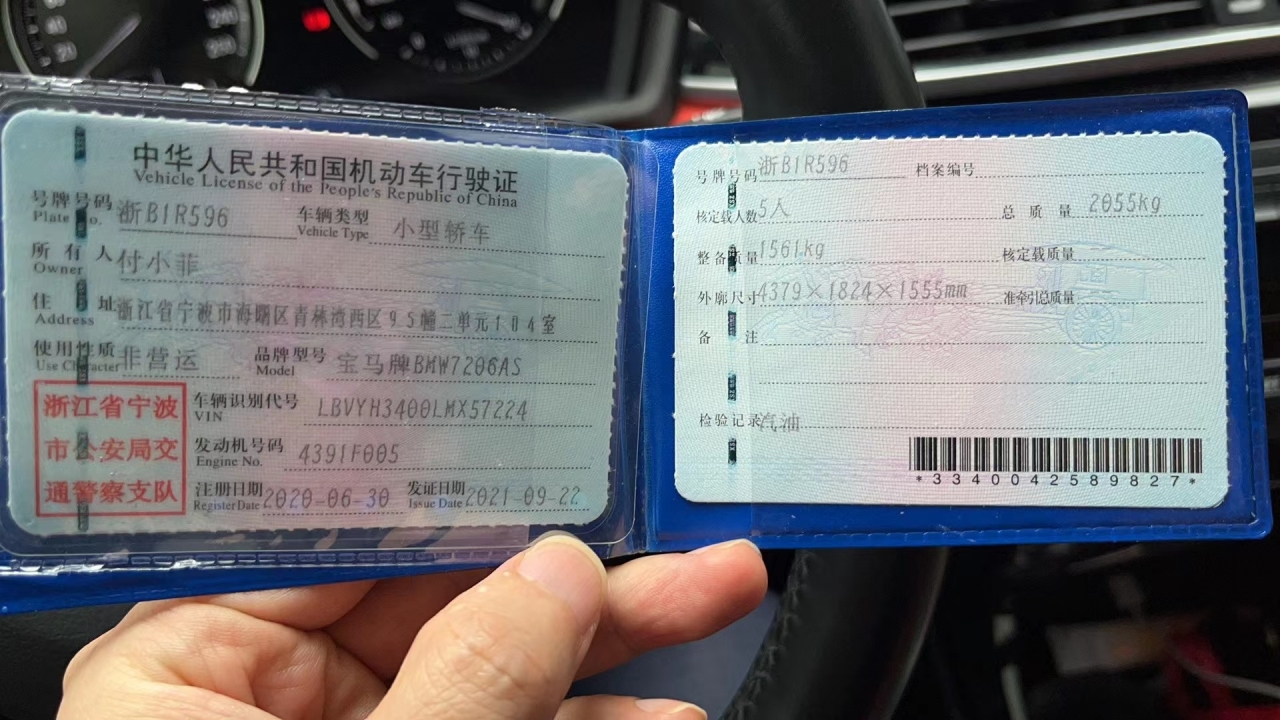 中华人民共和国机动车行驶证
Vehicle License of the People's Republic of China
号牌号码 浙B1R596 车辆类型 小型轿车
Plate No. Vehicle Type
所有人 付小菲
Owner
住址 浙江省宁波市海曙区青林湾西区95幢二单元104室
Address
使用性质 非营运 品牌型号 宝马牌BMW7206AS
Use Character Model
浙江省宁波
市公安局交
通警察支队
车辆识别代号 LBVYH3400LMX57224
VIN
发动机号码 4391F005
Engine No.
注册日期 2020-06-30 发证日期 2021-09-22
Register Date Issue Date
号牌号码 浙B1R596 档案编号
核定载人数 5人 总质量 2055kg
整备质量 1561kg 核定载质量
外廓尺寸 4379×1824×1555mm 准牵引总质量
备注
检验记录 汽油
*3340042589827*